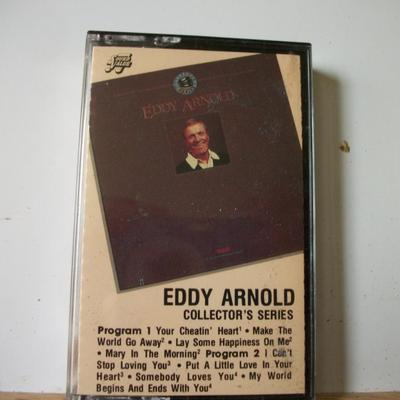 EDDY ARNOLD
EDDY ARNOLD
COLLECTOR'S SERIES
Program 1 Your Cheatin' Heart¹ • Make The
World Go Away² • Lay Some Happiness On Me²
• Mary In The Morning² Program 2 I Can't
Stop Loving You³ • Put A Little Love In Your
Heart³ • Somebody Loves You⁴ • My World
Begins And Ends With You⁴